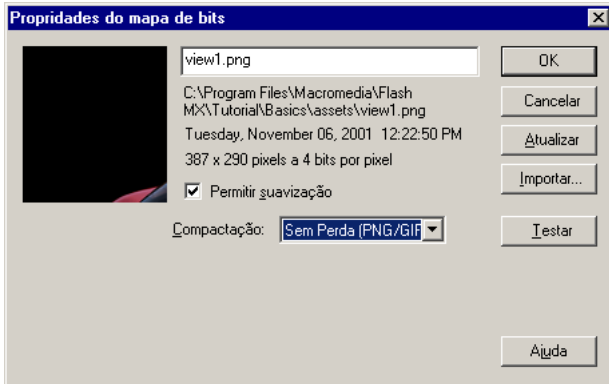 Propridades do mapa de bits
view1.png
OK
C:\Program Files\Macromedia\Flash
MX\Tutorial\Basics\assets\view1.png
Cancelar
Tuesday, November 06, 2001 12:22:50 PM
Atualizar
387 x 290 pixels a 4 bits por pixel
Permitir suavização
Importar...
Compactação: Sem Perda (PNG/GIF
Testar
Ajuda